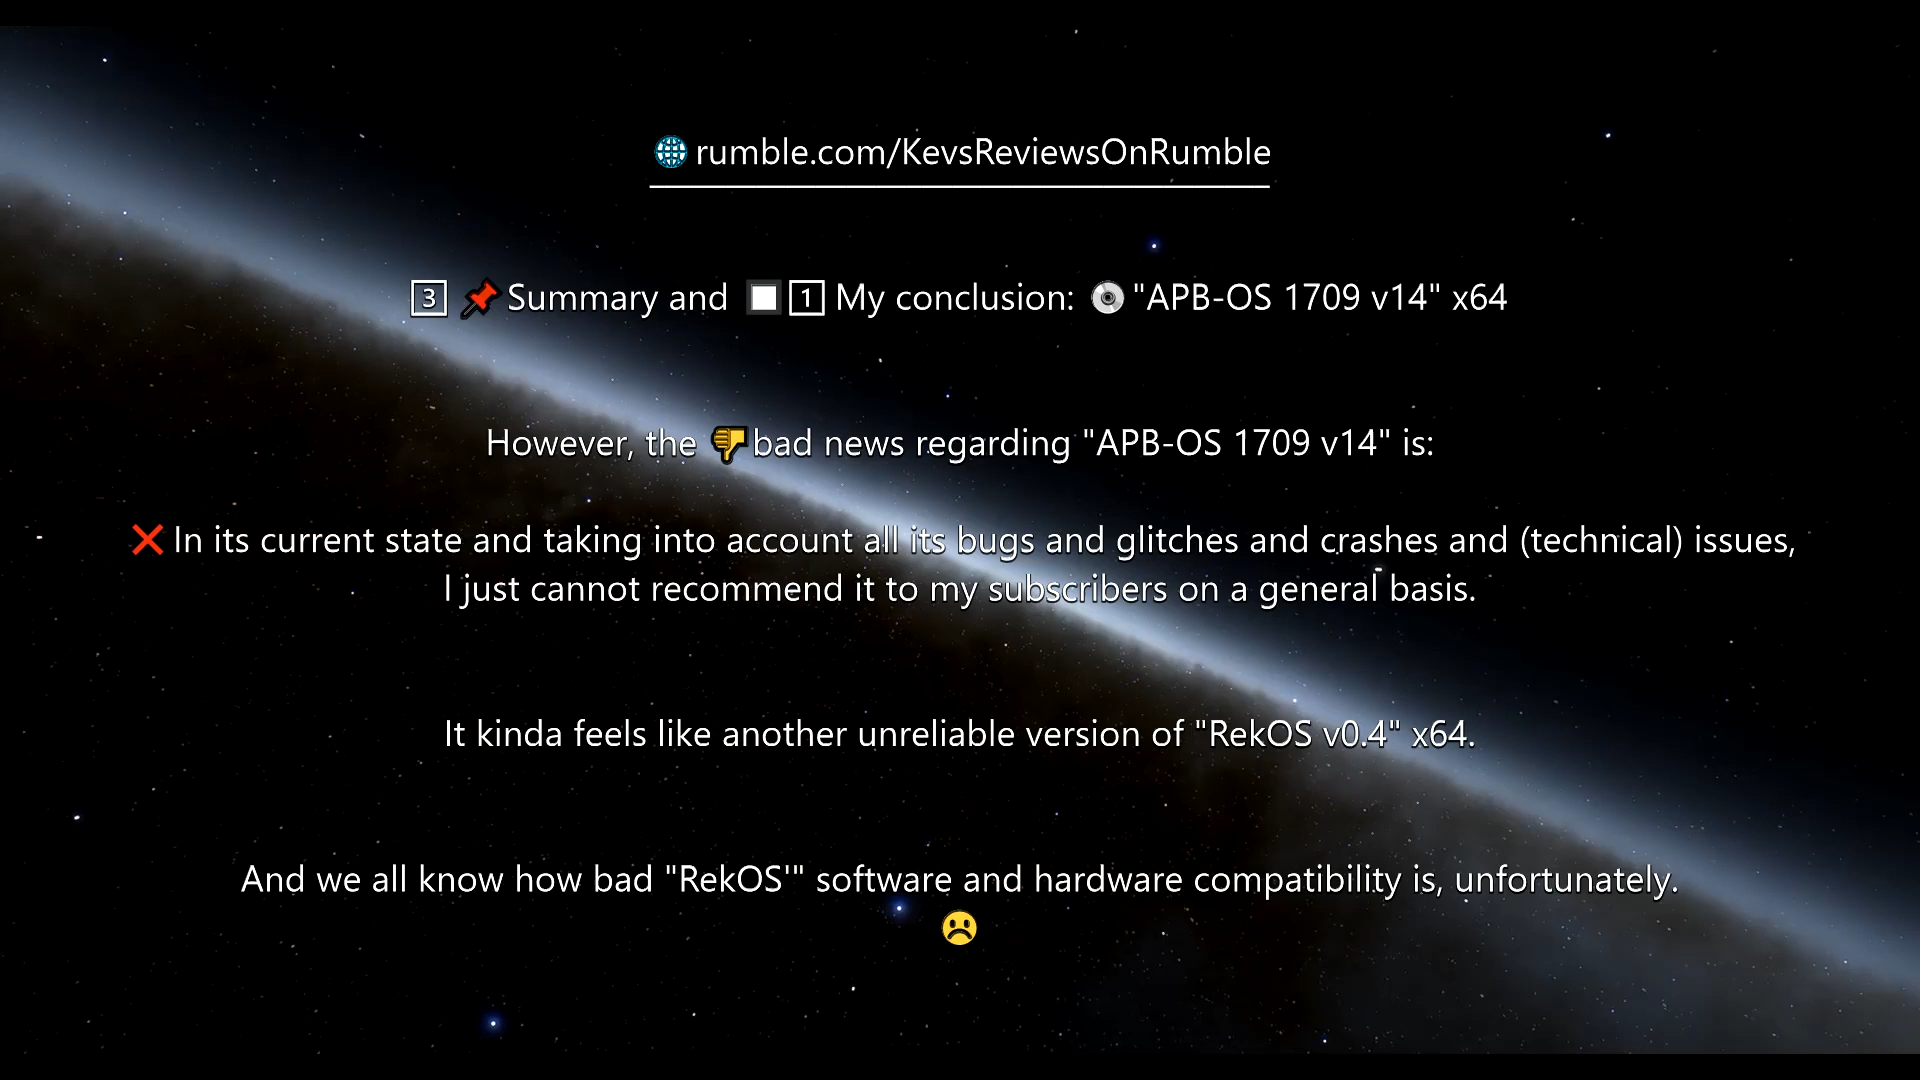 🌐 rumble.com/KevsReviewsOnRumble
3 📌 Summary and 🔲 1 My conclusion: 💿 "APB-OS 1709 v14" x64
However, the 👎 bad news regarding "APB-OS 1709 v14" is:
❌ In its current state and taking into account all its bugs and glitches and crashes and (technical) issues,
I just cannot recommend it to my subscribers on a general basis.
It kinda feels like another unreliable version of "RekOS v0.4" x64.
And we all know how bad "RekOS'" software and hardware compatibility is, unfortunately.
☹️